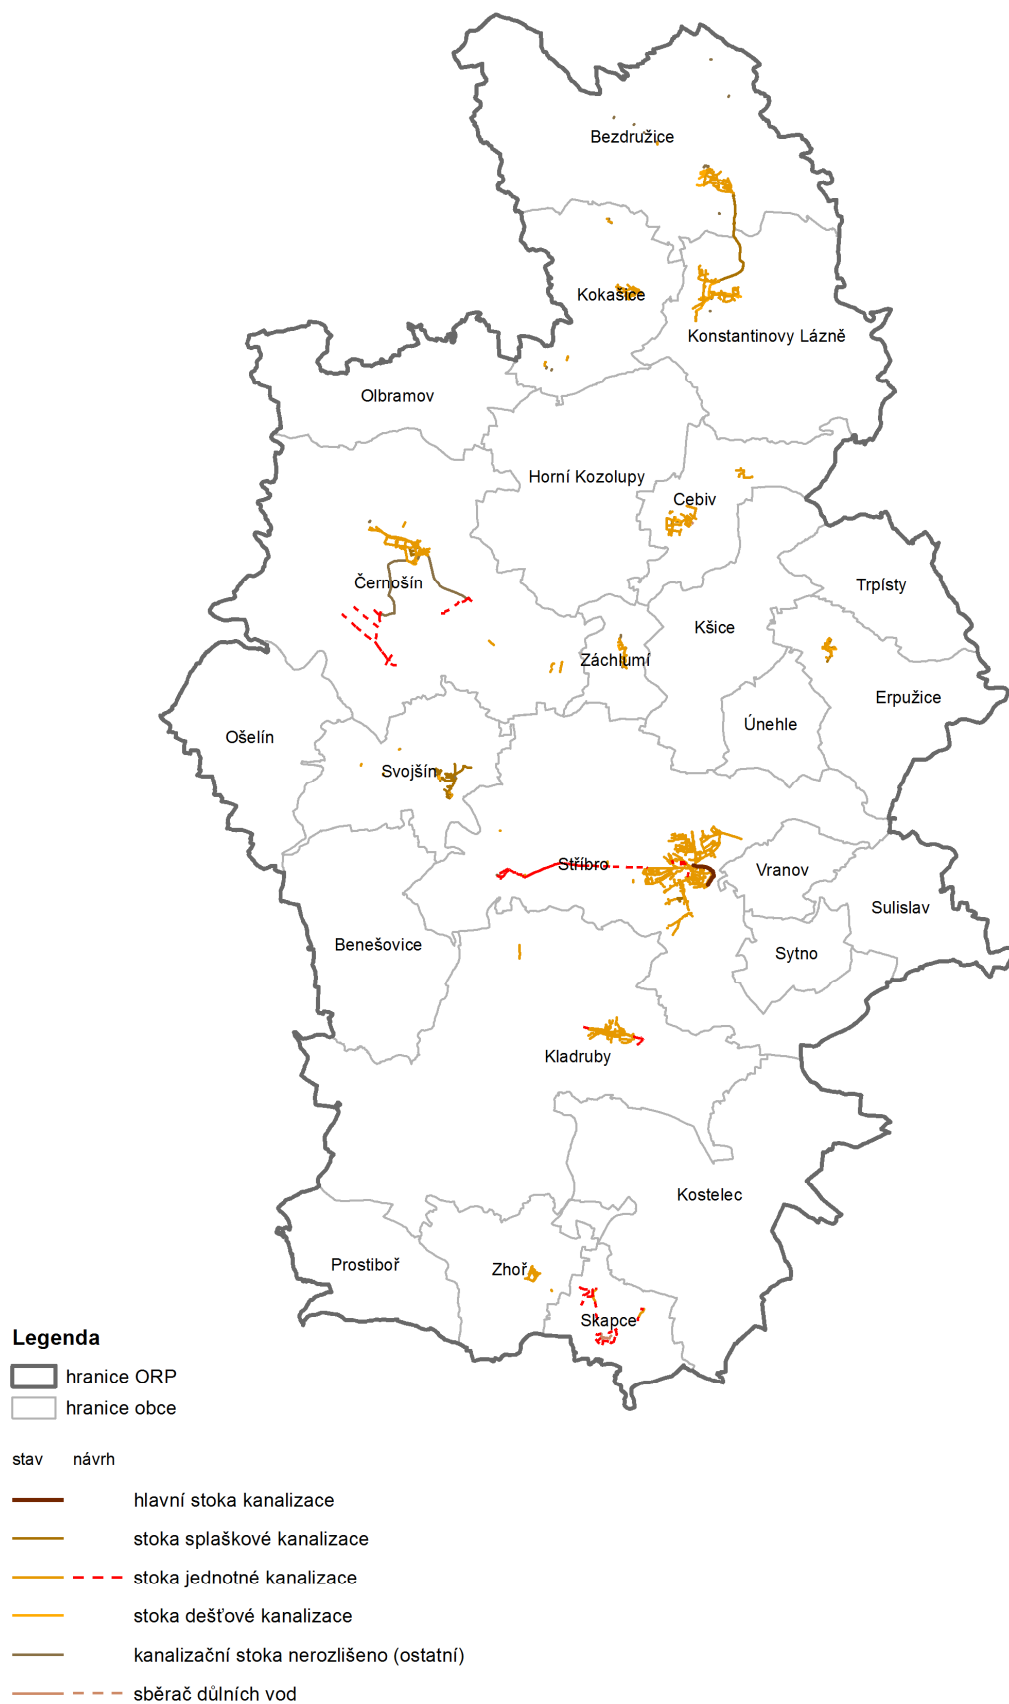 Bezdružice
Kokašice
Konstantinovy Lázně
Olbramov
Horní Kozolupy
Cebiv
Černošín
Trpísty
Kšice
Záchlumí
Erpužice
Únehle
Ošelín
Svojšín
Stříbro
Vranov
Sulislav
Benešovice
Sytno
Kladruby
Kostelec
Prostiboř
Zhoř
Skapce
Legenda
hranice ORP
hranice obce
stav návrh
hlavní stoka kanalizace
stoka splaškové kanalizace
stoka jednotné kanalizace
stoka dešťové kanalizace
kanalizační stoka nerozlišeno (ostatní)
sběrač důlních vod